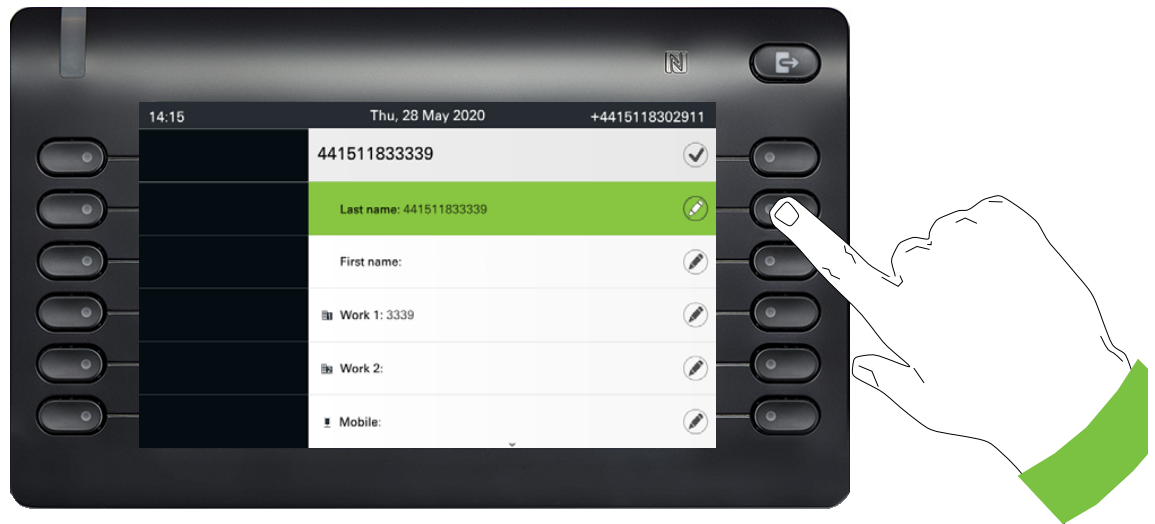 14:15 Thu, 28 May 2020 +4415118302911
441511833339
Last name: 441511833339
First name:
Work 1: 3339
Work 2:
Mobile: